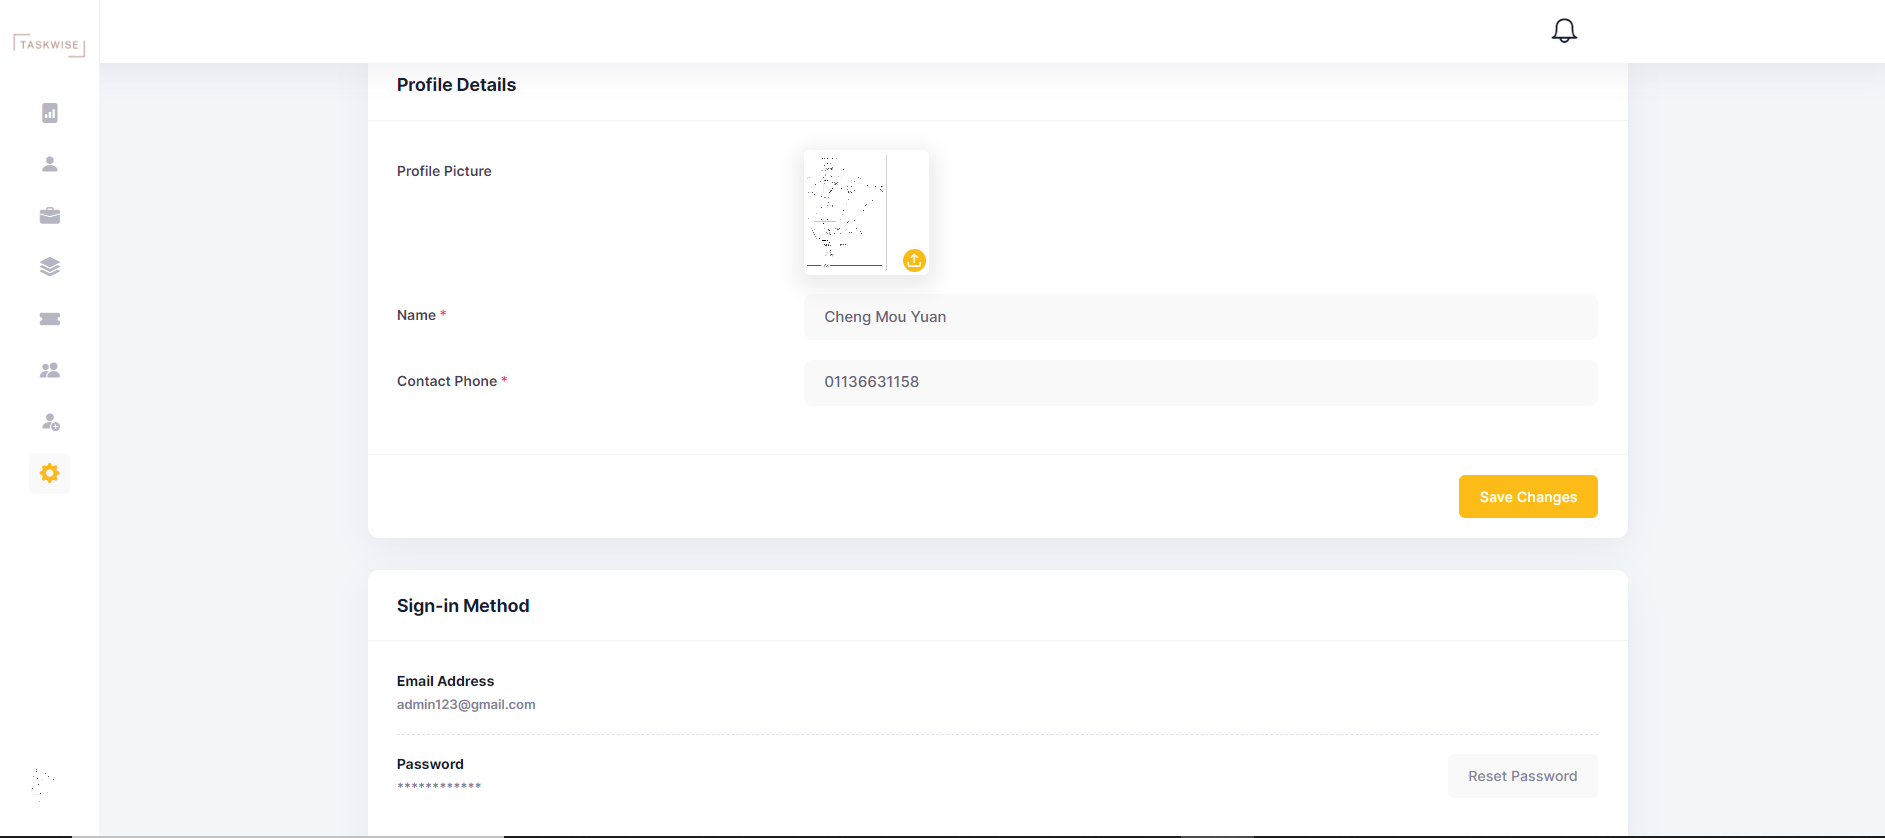 TASKWISE
Profile Details
Profile Picture
Name *
Cheng Mou Yuan
Contact Phone *
01136631158
Save Changes
Sign-in Method
Email Address
admin123@gmail.com
Password
************
Reset Password